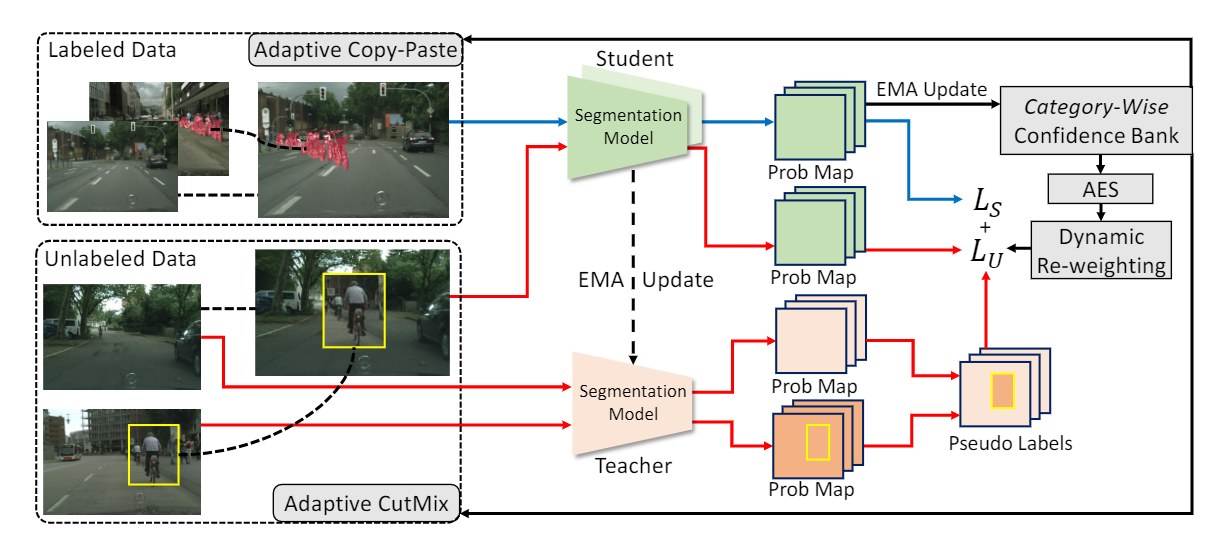 Labeled Data
Adaptive Copy-Paste
Student
Segmentation
Model
Prob Map
EMA Update
Category-Wise
Confidence Bank
AES
Dynamic
Re-weighting
L_S
+
L_U
Prob Map
Unlabeled Data
EMA Update
Segmentation
Model
Teacher
Prob Map
Prob Map
Pseudo Labels
Adaptive CutMix